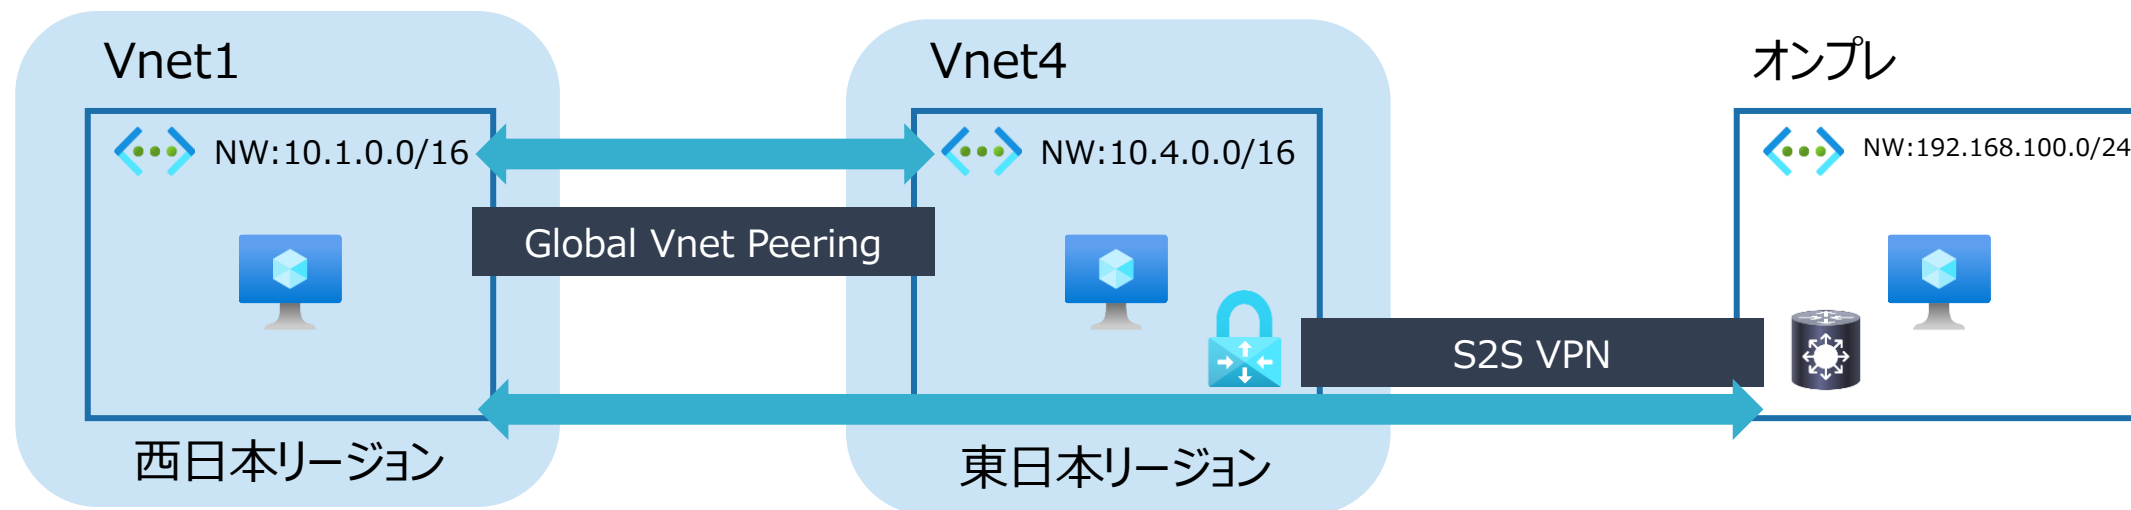 Vnet1
NW:10.1.0.0/16
西日本リージョン
Global Vnet Peering
Vnet4
NW:10.4.0.0/16
東日本リージョン
S2S VPN
オンプレ
NW:192.168.100.0/24